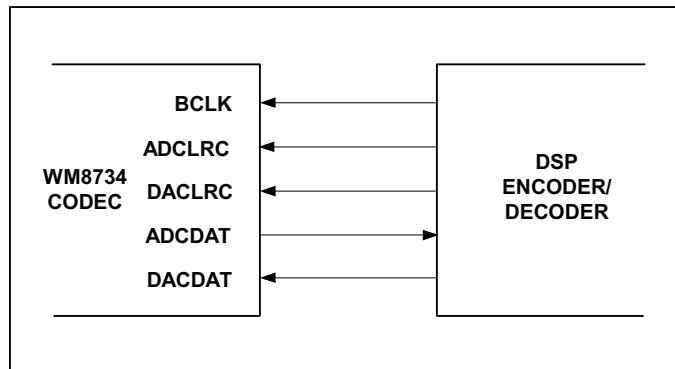 BCLK
ADCLRC
WM8734
CODEC
DACLRC
ADCDAT
DACDAT
DSP
ENCODER/
DECODER